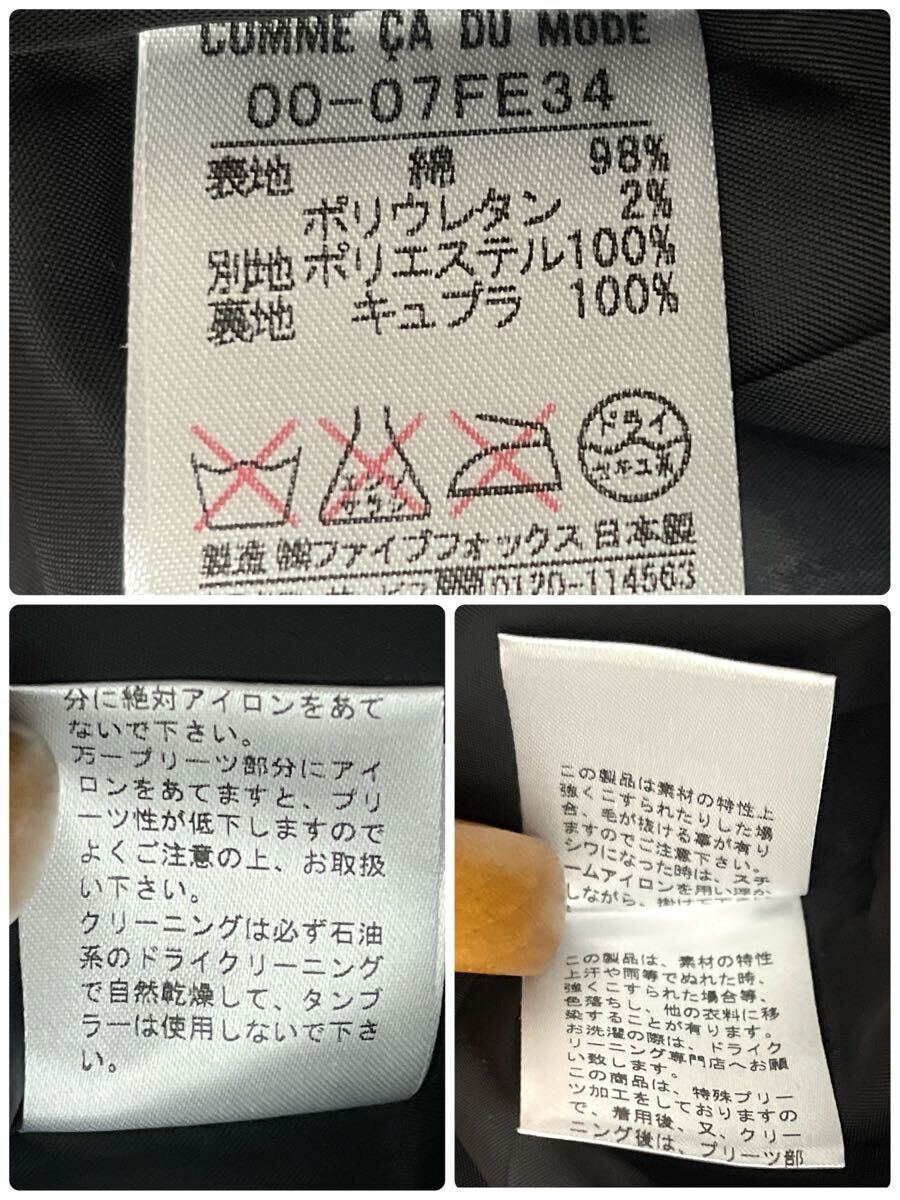 COMME ÇA DU MODE
00-07FE34
表地 綿 98%
ポリウレタン 2%
別地 ポリエステル 100%
裏地 キュプラ 100%
エンソ
サラシ
ドライ
セキユ系
製造 ㈱ファイブフォックス 日本製
0120-114563
分に絶対アイロンをあて
ないで下さい。
万一プリーツ部分にアイ
ロンをあてますと、プリ
ーツ性が低下しますので
よくご注意の上、お取扱
い下さい。
クリーニングは必ず石油
系のドライクリーニング
で自然乾燥して、タンブ
ラーは使用しないで下さ
い。
この製品は素材の特性上
強くこすられたりした場
合、毛が抜ける事が有り
ますのでご注意下さい。
シワになった時は、スチ
ームアイロンを用い浮か
しながら、掛け下
この製品は、素材の特性
上汗や雨等でぬれた時、
強くこすられた場合等、
色落ちし、他の衣料に移
染することが有ります。
お洗濯の際は、ドライク
リーニング専門店へお願
い致します。
この商品は、特殊プリー
ツ加工をしておりますの
で、着用後、又、クリー
ニング後は、プリーツ部